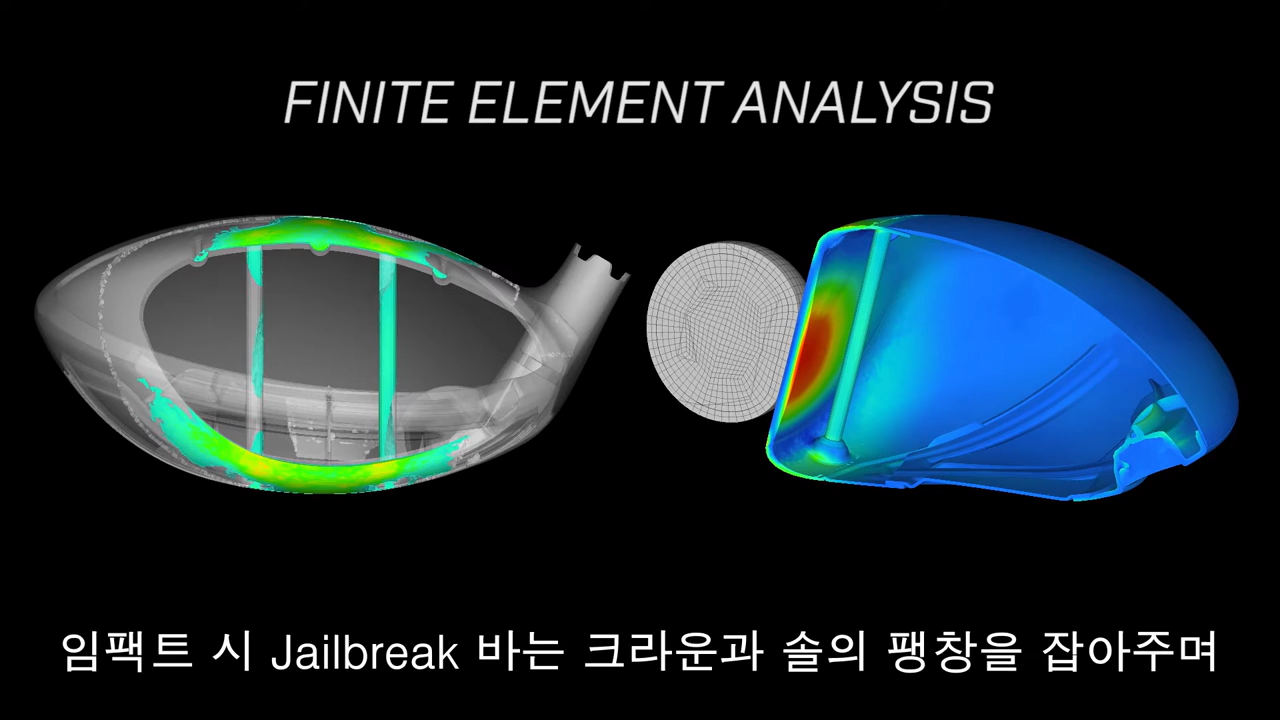 FINITE ELEMENT ANALYSIS
임팩트 시 Jailbreak 바는 크라운과 솔의 팽창을 잡아주며